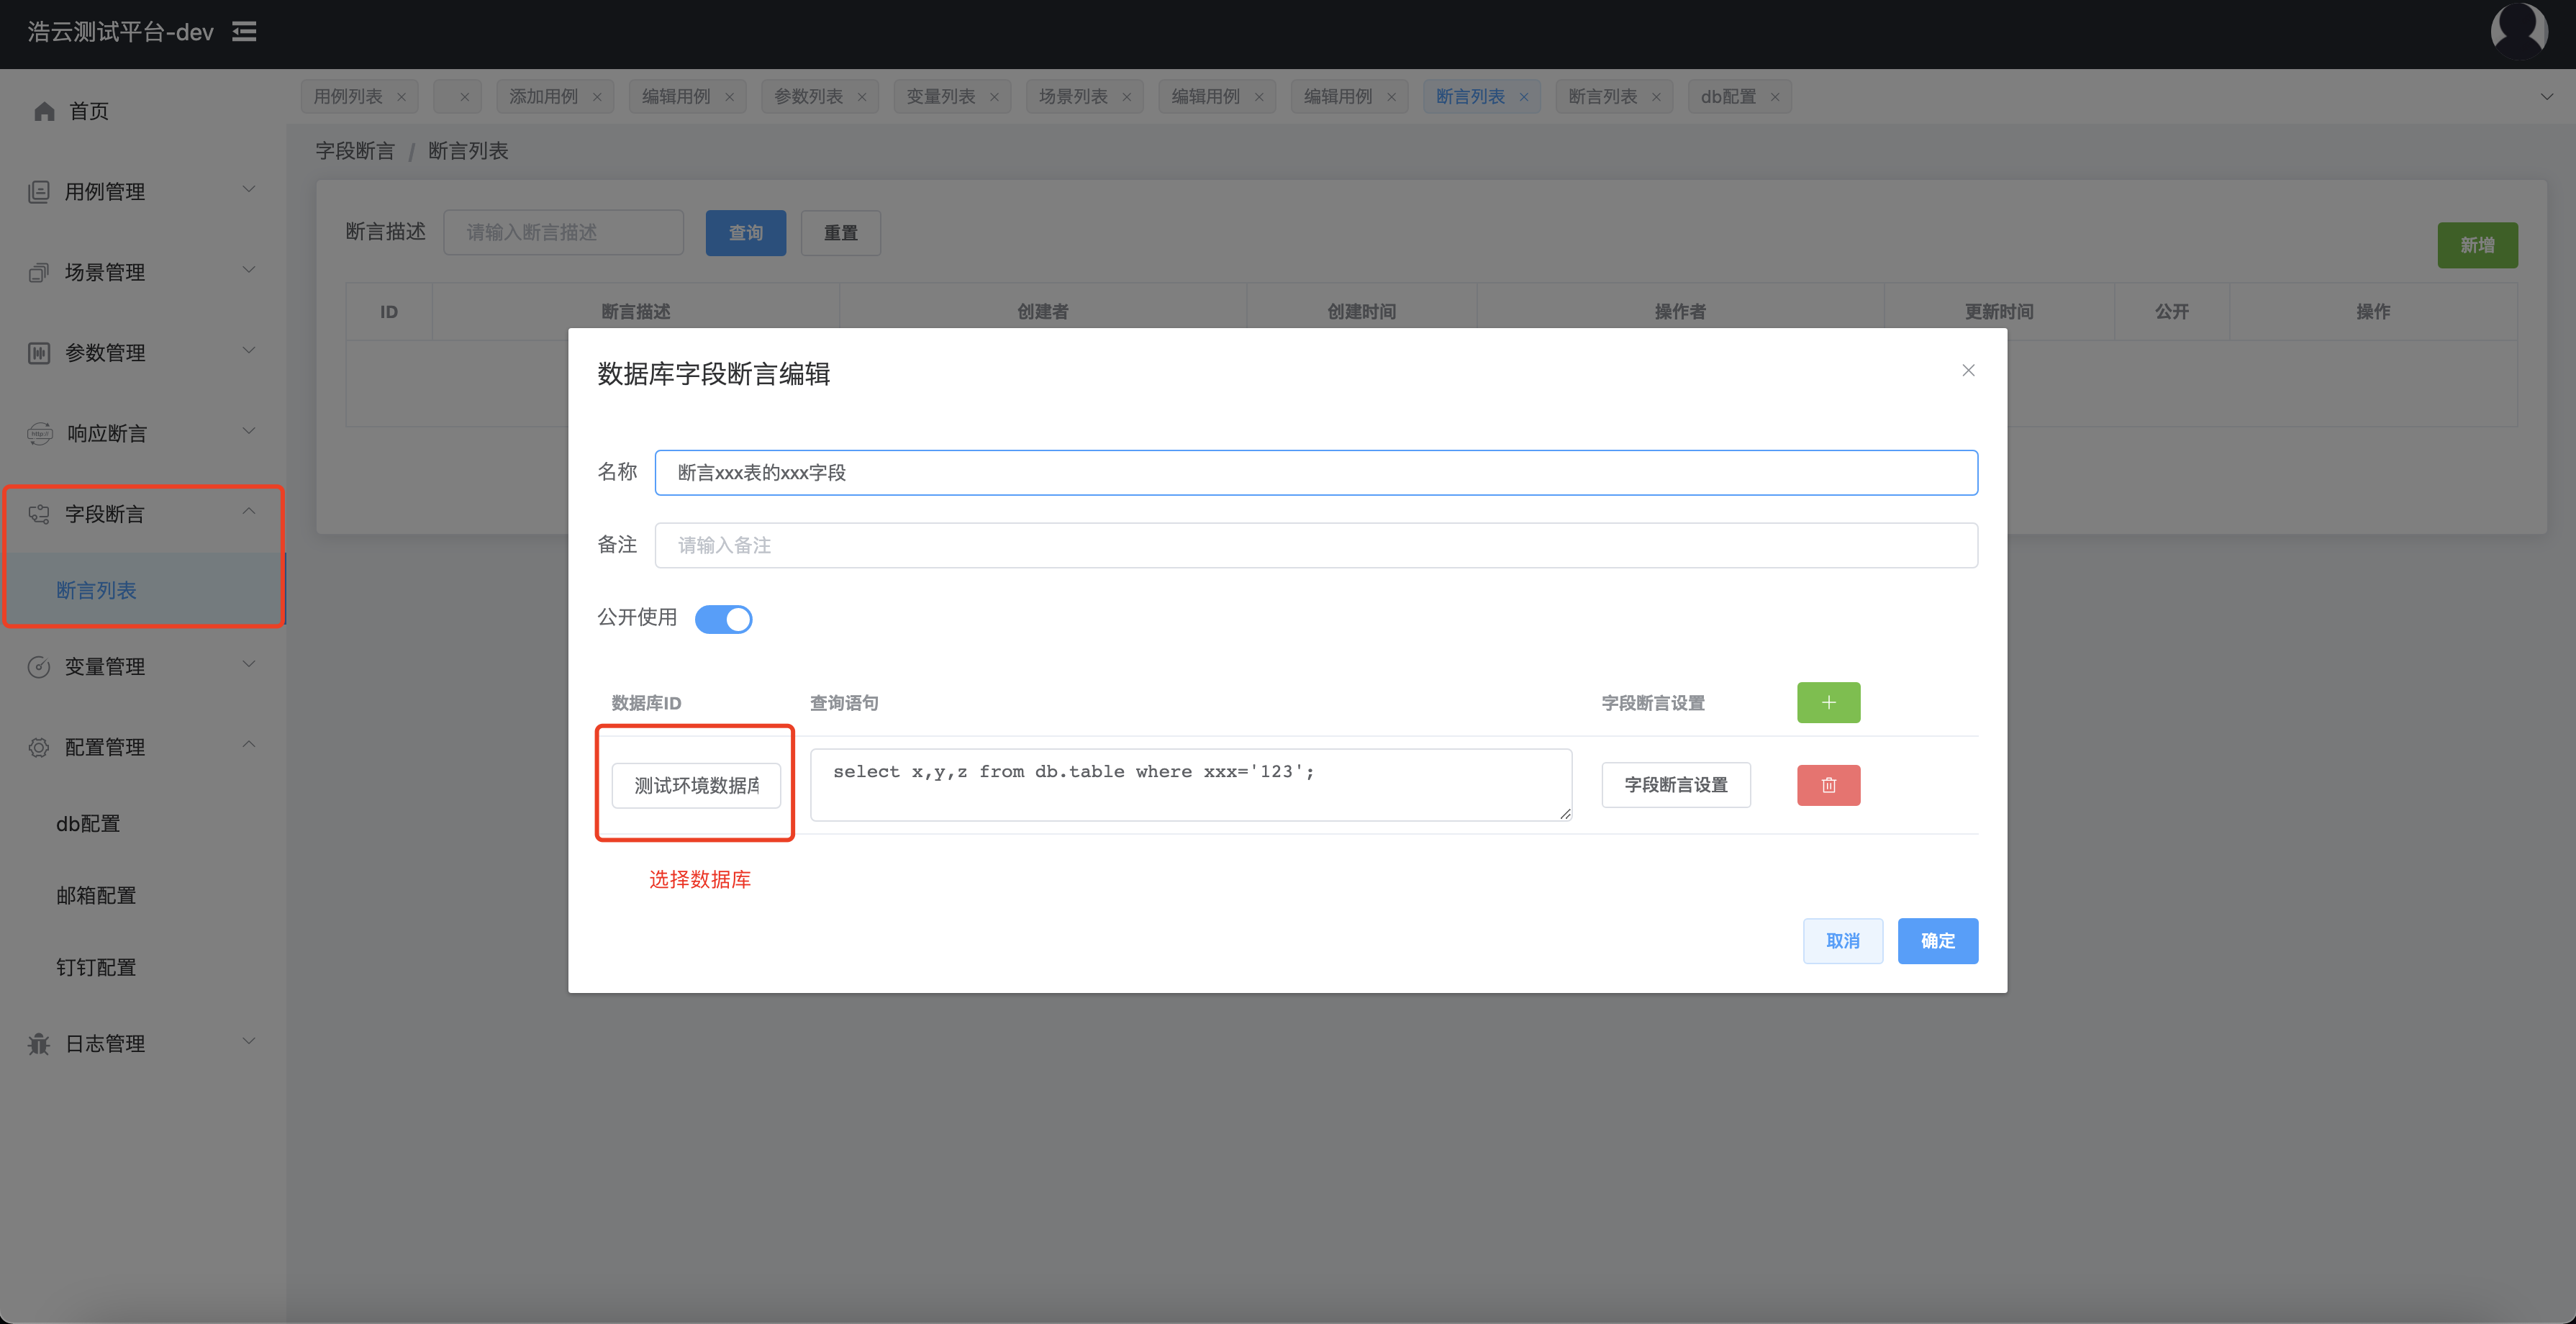 浩云测试平台-dev
用例列表
添加用例
编辑用例
参数列表
变量列表
场景列表
编辑用例
编辑用例
断言列表
断言列表
db配置
首页
用例管理
场景管理
参数管理
响应断言
字段断言
断言列表
变量管理
配置管理
db配置
邮箱配置
钉钉配置
日志管理
字段断言 / 断言列表
断言描述 请输入断言描述 查询 重置
新增
ID 断言描述 创建者 创建时间 操作者 更新时间 公开 操作
数据库字段断言编辑
名称 断言xxx表的xxx字段
备注 请输入备注
公开使用
数据库ID 查询语句 字段断言设置
测试环境数据库 select x,y,z from db.table where xxx='123'; 字段断言设置
选择数据库
取消 确定